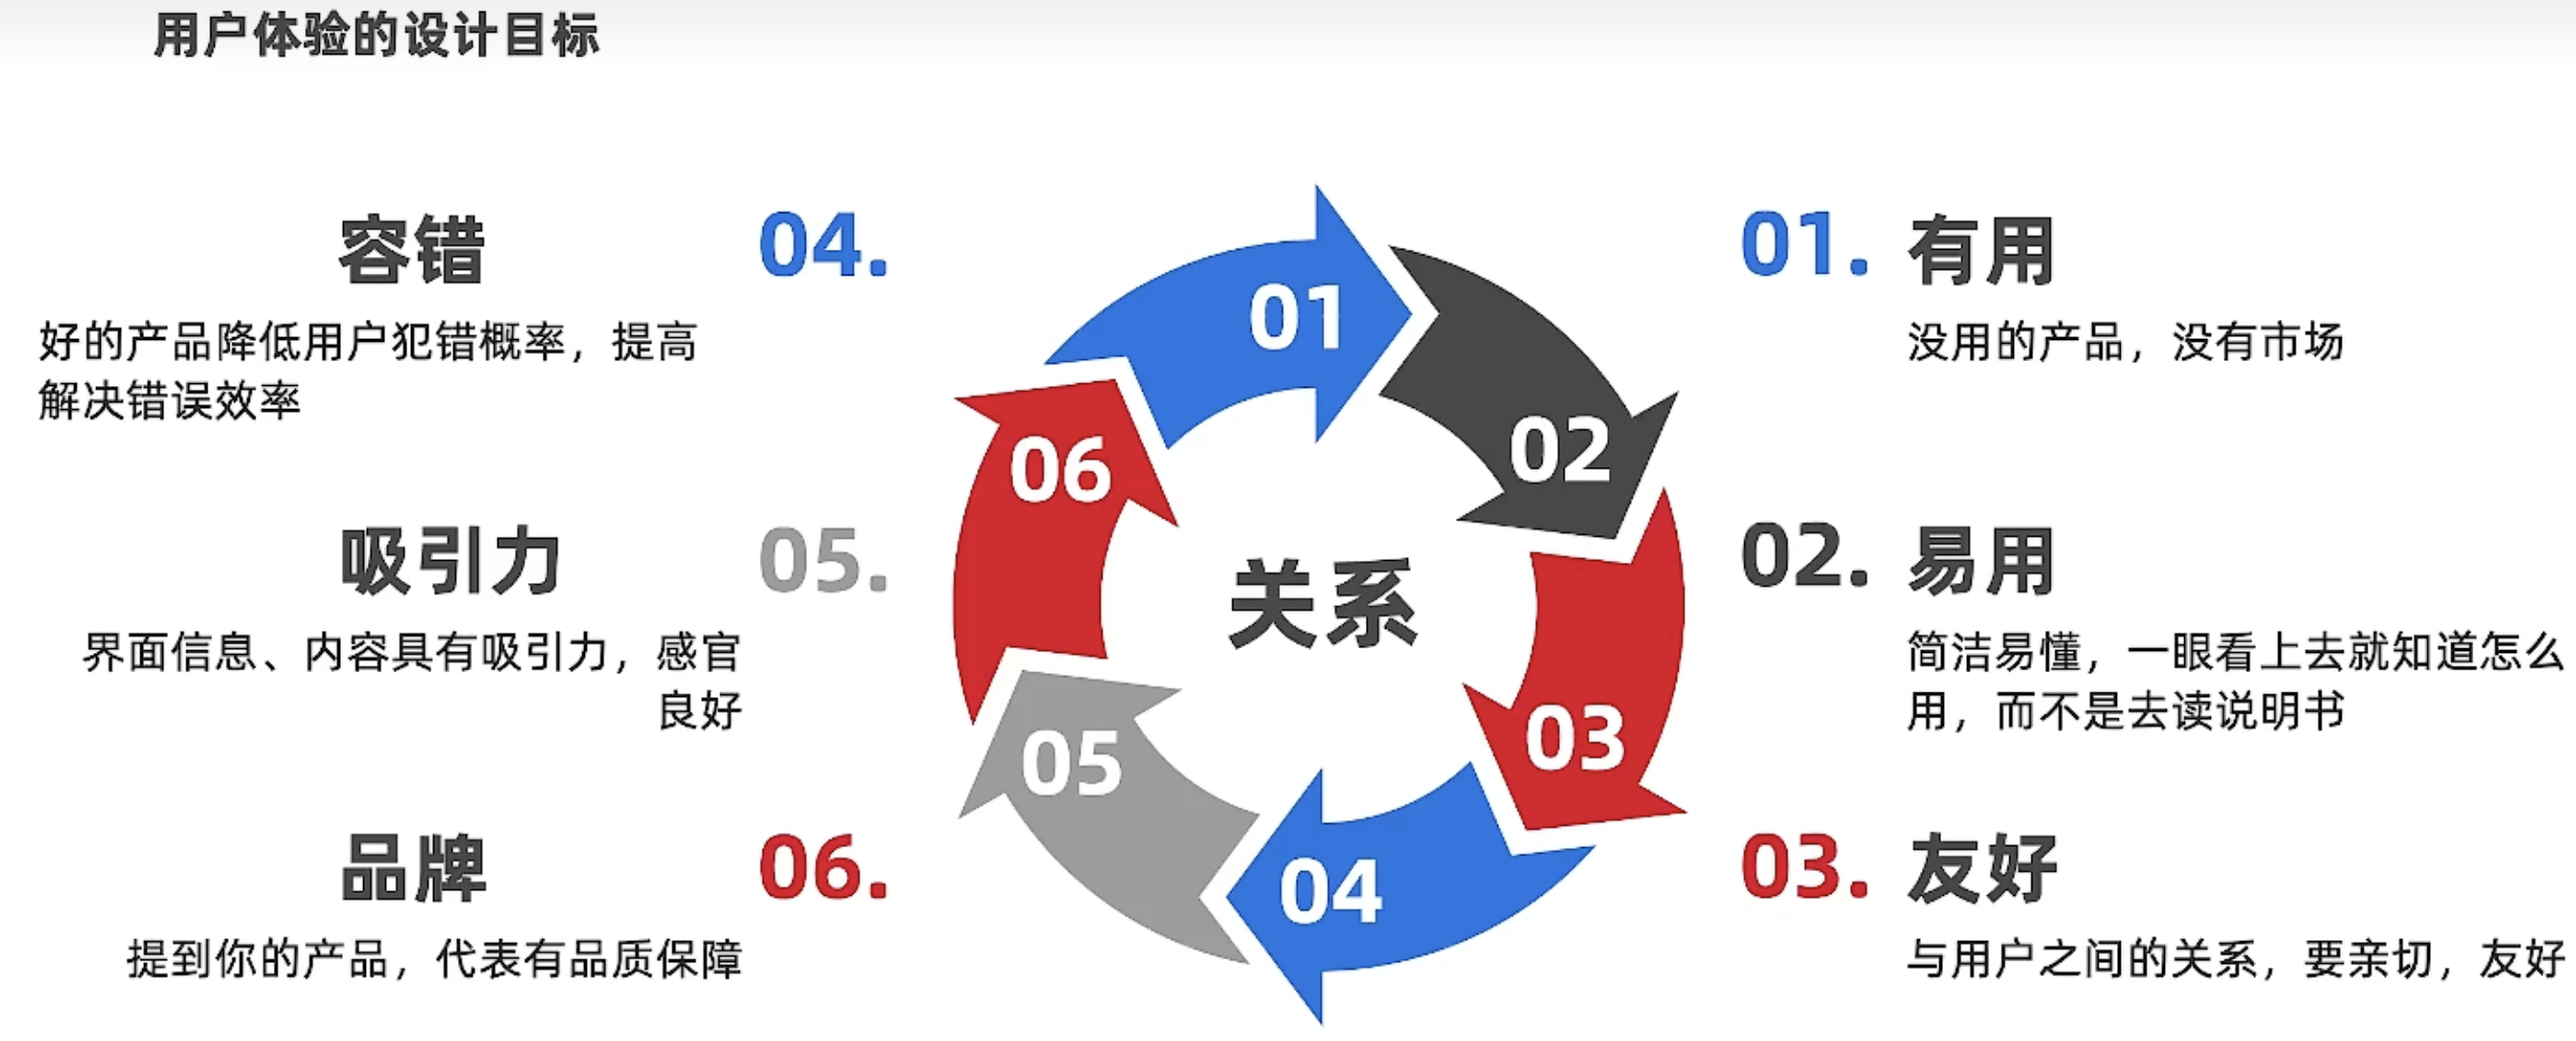 用户体验的设计目标
容错
04.
好的产品降低用户犯错概率，提高
解决错误效率
吸引力
05.
界面信息、内容具有吸引力，感官
良好
品牌
06.
提到你的产品，代表有品质保障
01
02
03
04
05
06
关系
01.
有用
没用的产品，没有市场
02.
易用
简洁易懂，一眼看上去就知道怎么
用，而不是去读说明书
03.
友好
与用户之间的关系，要亲切，友好